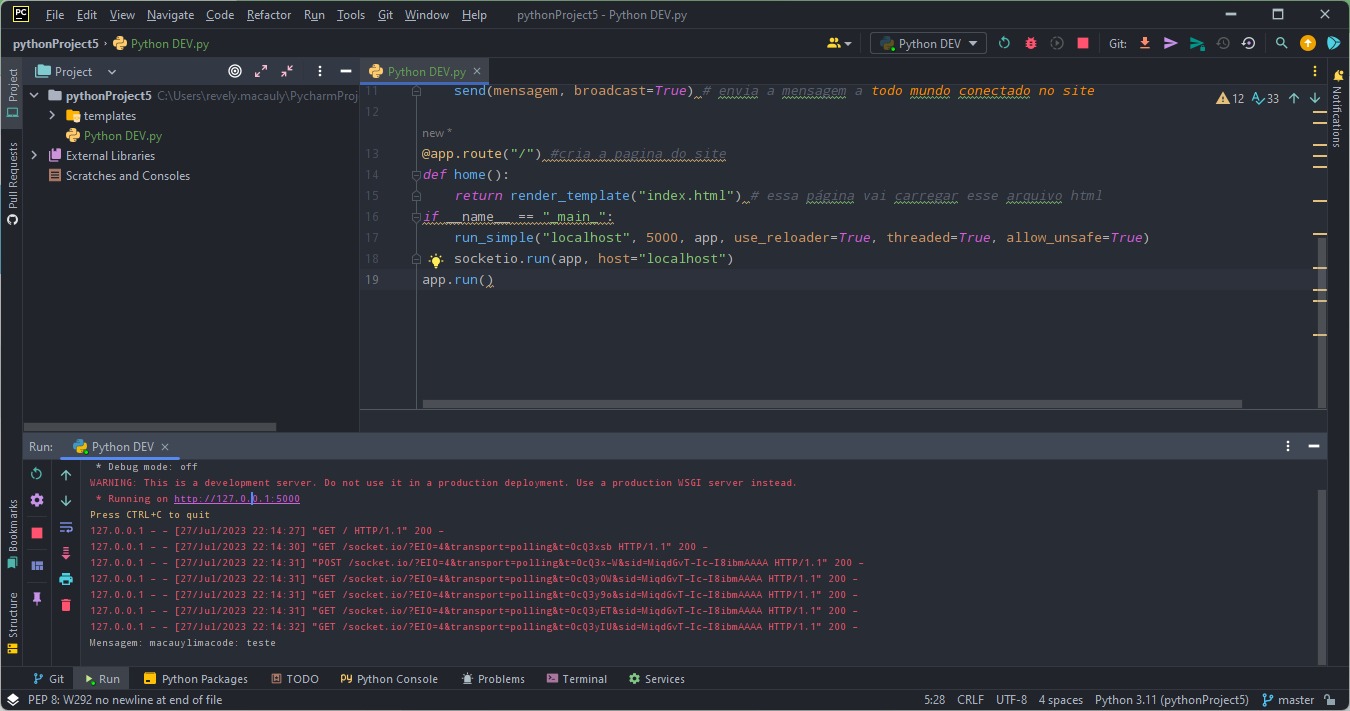 PC File Edit View Navigate Code Refactor Run Tools Git Window Help pythonProject5 - Python DEV.py
pythonProject5 › Python DEV.py Python DEV Git:
Project
Python DEV.py
pythonProject5 C:\Users\revely.macauly\PycharmProj
templates
Python DEV.py
External Libraries
Scratches and Consoles
Project
Pull Requests
Bookmarks
Structure
Notifications
12 33
11 send(mensagem, broadcast=True) # envia a mensagem a todo mundo conectado no site
12
new *
13 @app.route("/") #cria a pagina do site
14 def home():
15 return render_template("index.html") # essa página vai carregar esse arquivo html
16 if __name__ == "_main_":
17 run_simple("localhost", 5000, app, use_reloader=True, threaded=True, allow_unsafe=True)
18 socketio.run(app, host="localhost")
19 app.run()
Run: Python DEV
* Debug mode: off
WARNING: This is a development server. Do not use it in a production deployment. Use a production WSGI server instead.
* Running on http://127.0.0.1:5000
Press CTRL+C to quit
127.0.0.1 - - [27/Jul/2023 22:14:27] "GET / HTTP/1.1" 200 -
127.0.0.1 - - [27/Jul/2023 22:14:30] "GET /socket.io/?EIO=4&transport=polling&t=OcQ3xsb HTTP/1.1" 200 -
127.0.0.1 - - [27/Jul/2023 22:14:31] "POST /socket.io/?EIO=4&transport=polling&t=OcQ3x-W&sid=MiqdGvT-Ic-I8ibmAAAA HTTP/1.1" 200 -
127.0.0.1 - - [27/Jul/2023 22:14:31] "GET /socket.io/?EIO=4&transport=polling&t=OcQ3y0W&sid=MiqdGvT-Ic-I8ibmAAAA HTTP/1.1" 200 -
127.0.0.1 - - [27/Jul/2023 22:14:31] "GET /socket.io/?EIO=4&transport=polling&t=OcQ3y9o&sid=MiqdGvT-Ic-I8ibmAAAA HTTP/1.1" 200 -
127.0.0.1 - - [27/Jul/2023 22:14:31] "GET /socket.io/?EIO=4&transport=polling&t=OcQ3yET&sid=MiqdGvT-Ic-I8ibmAAAA HTTP/1.1" 200 -
127.0.0.1 - - [27/Jul/2023 22:14:32] "GET /socket.io/?EIO=4&transport=polling&t=OcQ3yIU&sid=MiqdGvT-Ic-I8ibmAAAA HTTP/1.1" 200 -
Mensagem: macaulylimacode: teste
Git Run Python Packages TODO Python Console Problems Terminal Services
PEP 8: W292 no newline at end of file 5:28 CRLF UTF-8 4 spaces Python 3.11 (pythonProject5) master